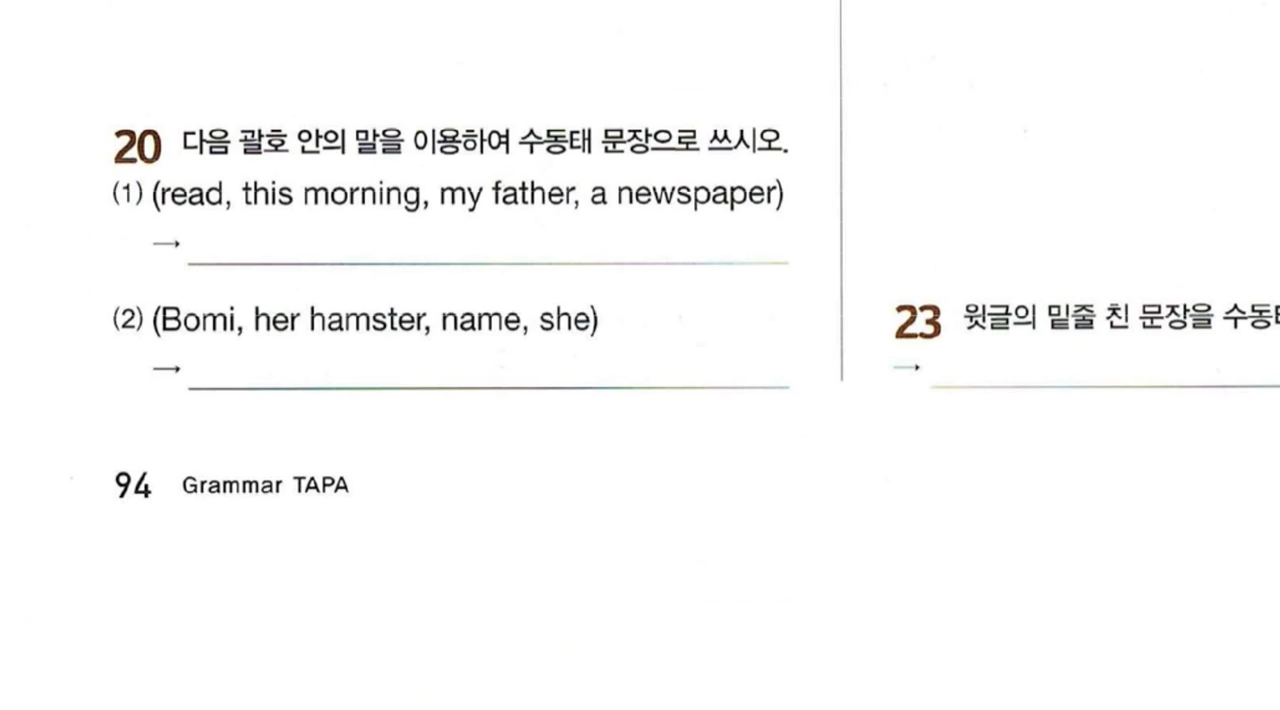 20 다음 괄호 안의 말을 이용하여 수동태 문장으로 쓰시오.
(1) (read, this morning, my father, a newspaper)
→
(2) (Bomi, her hamster, name, she)
→
94 Grammar TAPA
23 윗글의 밑줄 친 문장을
→